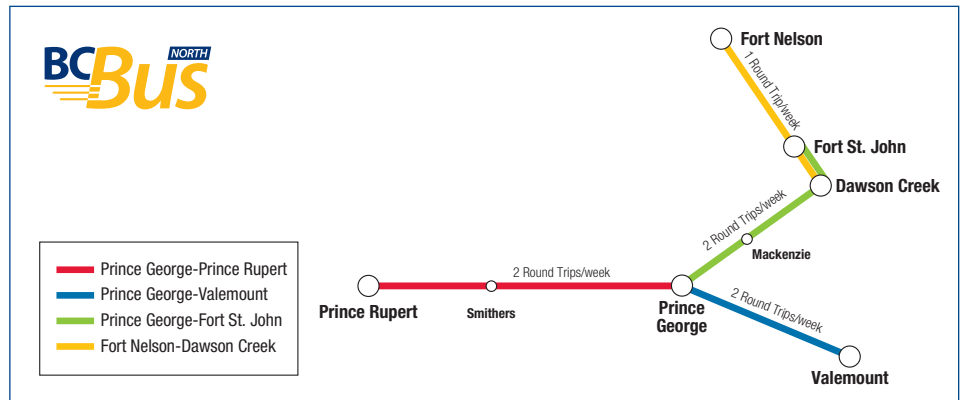 BC Bus NORTH
Fort Nelson
1 Round Trip/week
Fort St. John
Dawson Creek
2 Round Trips/week
Mackenzie
2 Round Trips/week
Prince Rupert
Smithers
Prince
George
2 Round Trips/week
Valemount
Prince George-Prince Rupert
Prince George-Valemount
Prince George-Fort St. John
Fort Nelson-Dawson Creek